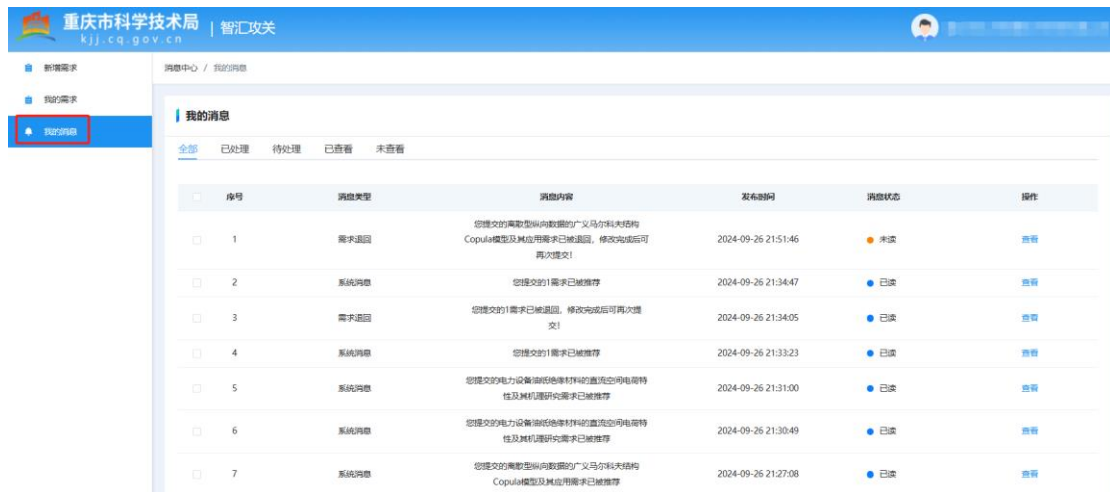 重庆市科学技术局 | 智汇攻关
kjj.cq.gov.cn
新增需求
消息中心 / 我的消息
我的需求
我的消息
我的消息
全部 已处理 待处理 已查看 未查看
序号 消息类型 消息内容 发布时间 消息状态 操作
您提交的离散型纵向数据的广义马尔科夫结构
1 需求退回 Copula模型及其应用需求已被退回，修改完成后可 2024-09-26 21:51:46 未读 查看
再次提交！
2 系统消息 您提交的1需求已被推荐 2024-09-26 21:34:47 已读 查看
您提交的1需求已被退回，修改完成后可再次提
3 需求退回 2024-09-26 21:34:05 已读 查看
交！
4 系统消息 您提交的1需求已被推荐 2024-09-26 21:33:23 已读 查看
您提交的电力设备油纸绝缘材料的直流空间电荷特
5 系统消息 2024-09-26 21:31:00 已读 查看
性及其机理研究需求已被推荐
您提交的电力设备油纸绝缘材料的直流空间电荷特
6 系统消息 2024-09-26 21:30:49 已读 查看
性及其机理研究需求已被推荐
您提交的离散型纵向数据的广义马尔科夫结构
7 系统消息 2024-09-26 21:27:08 已读 查看
Copula模型及其应用需求已被推荐